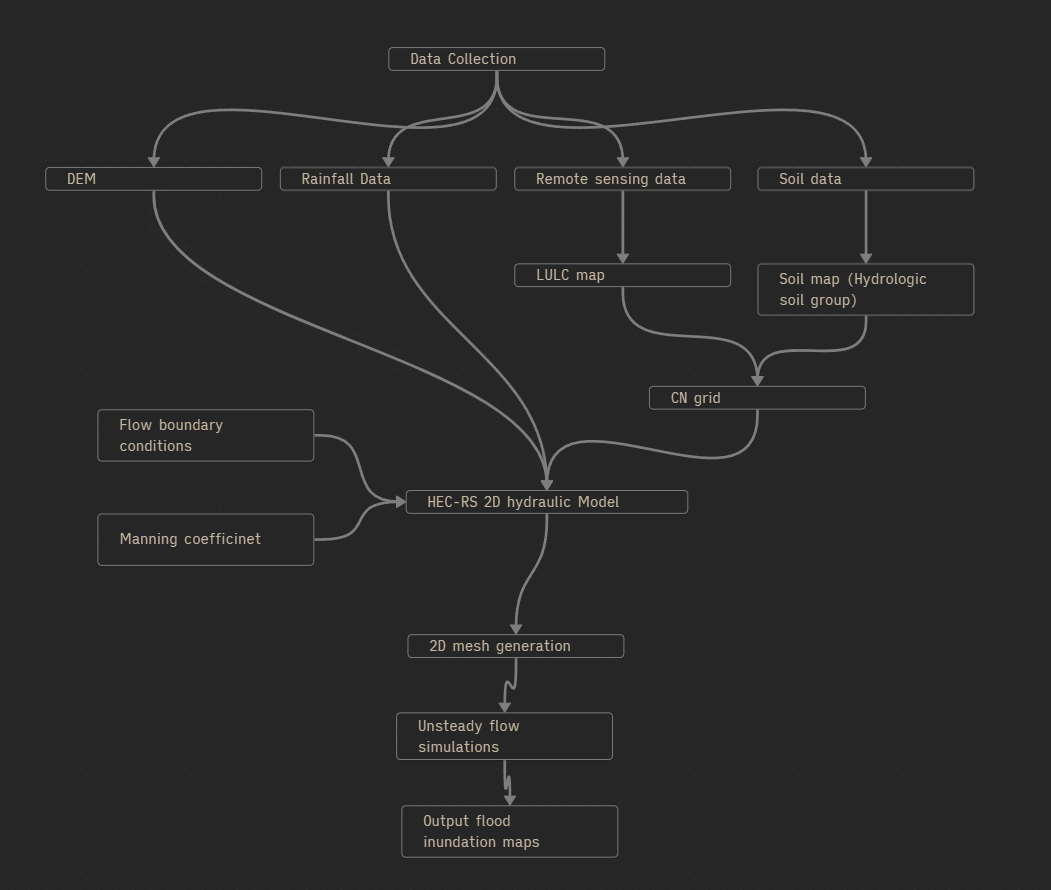 Data Collection
DEM
Rainfall Data
Remote sensing data
Soil data
LULC map
Soil map (Hydrologic
soil group)
CN grid
Flow boundary
conditions
HEC-RS 2D hydraulic Model
Manning coefficinet
2D mesh generation
Unsteady flow
simulations
Output flood
inundation maps